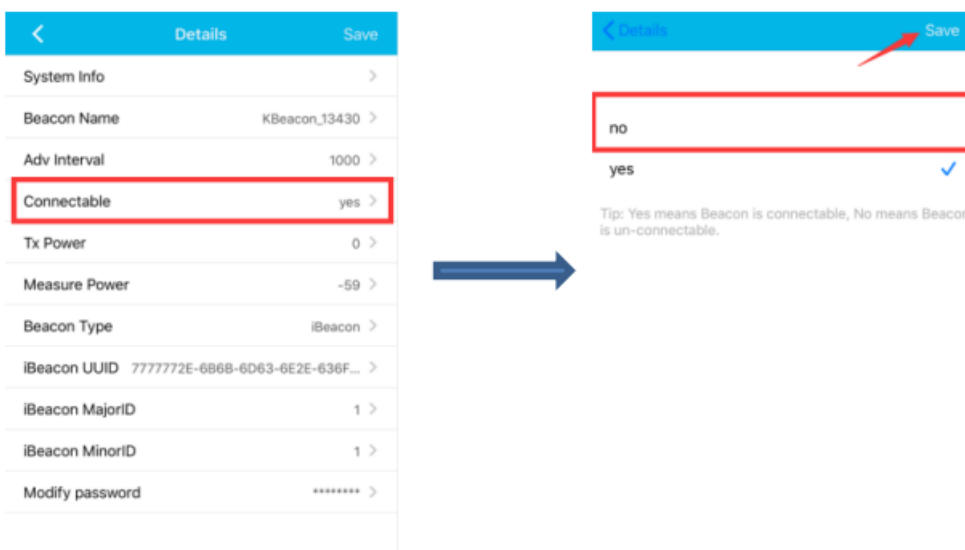 Details Save
System Info
Beacon Name KBeacon_13430
Adv Interval 1000
Connectable yes
Tx Power 0
Measure Power -59
Beacon Type iBeacon
iBeacon UUID 7777772E-6B6B-6D63-6E2E-636F...
iBeacon MajorID 1
iBeacon MinorID 1
Modify password ********
Details Save
no
yes
Tip: Yes means Beacon is connectable, No means Beacon
is un-connectable.